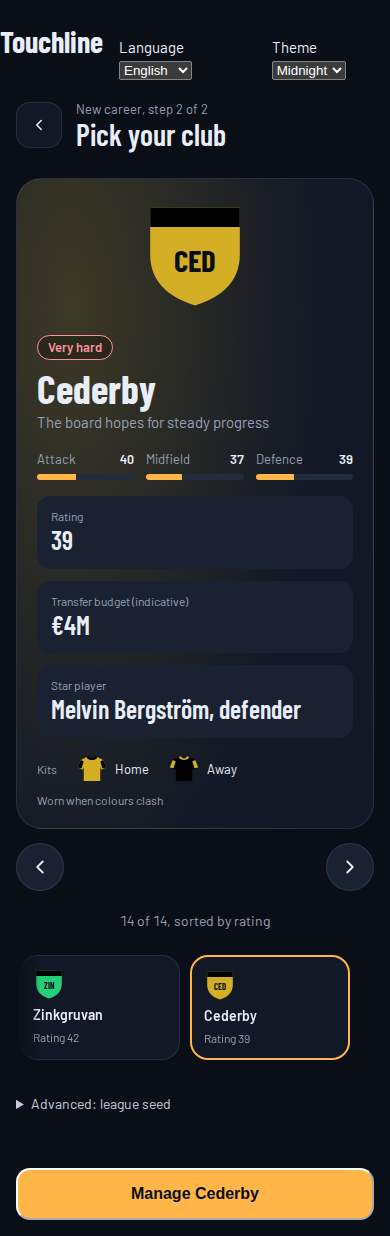 Touchline
Language
Theme
English
Midnight
New career, step 2 of 2
Pick your club
CED
Very hard
Cederby
The board hopes for steady progress
Attack 40 Midfield 37 Defence 39
Rating
39
Transfer budget (indicative)
€4M
Star player
Melvin Bergström, defender
Kits Home Away
Worn when colours clash
14 of 14, sorted by rating
ZIN
Zinkgruvan
Rating 42
CED
Cederby
Rating 39
Advanced: league seed
Manage Cederby